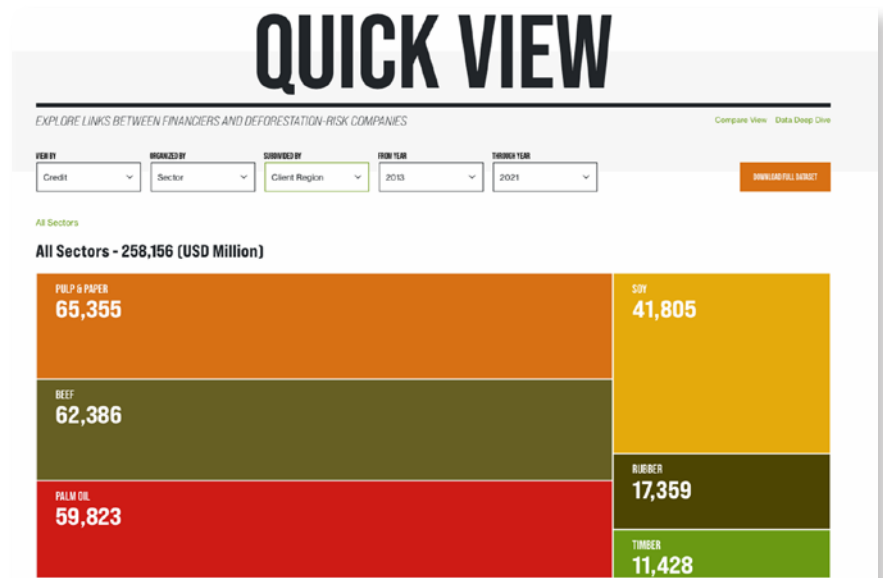 QUICK VIEW
EXPLORE LINKS BETWEEN FINANCIERS AND DEFORESTATION-RISK COMPANIES
Compare View Data Deep Dive
VIEW BY ORGANIZED BY SUBDIVIDED BY FROM YEAR THROUGH YEAR
Credit Sector Client Region 2013 2021 DOWNLOAD FULL DATASET
All Sectors
All Sectors - 258,156 (USD Million)
PULP & PAPER
65,355
BEEF
62,386
PALM OIL
59,823
SOY
41,805
RUBBER
17,359
TIMBER
11,428